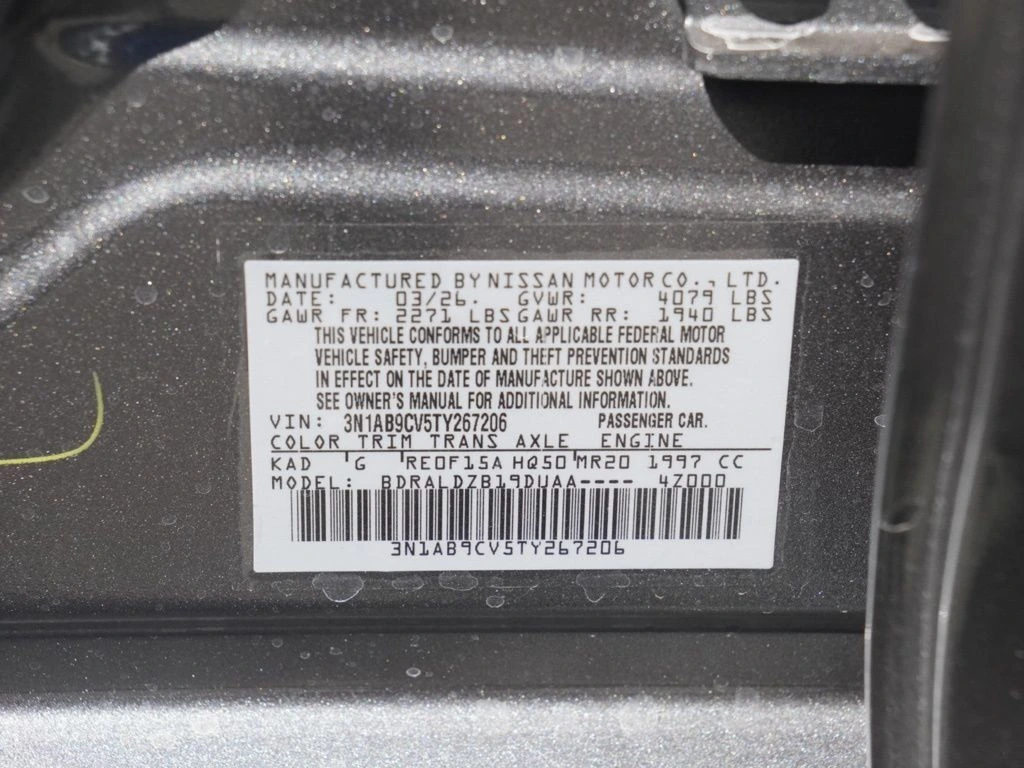 MANUFACTURED BY NISSAN MOTOR CO., LTD.
DATE: 03/26. GVWR: 4079 LBS
GAWR FR: 2271 LBS GAWR RR: 1940 LBS
THIS VEHICLE CONFORMS TO ALL APPLICABLE FEDERAL MOTOR
VEHICLE SAFETY, BUMPER AND THEFT PREVENTION STANDARDS
IN EFFECT ON THE DATE OF MANUFACTURE SHOWN ABOVE.
SEE OWNER'S MANUAL FOR ADDITIONAL INFORMATION.
VIN: 3N1AB9CV5TY267206 PASSENGER CAR.
COLOR TRIM TRANS AXLE ENGINE
KAD G RE0F15A HQ50 MR20 1997 CC
MODEL: BDRALDZB19DUAA---- 4Z000
3N1AB9CV5TY267206